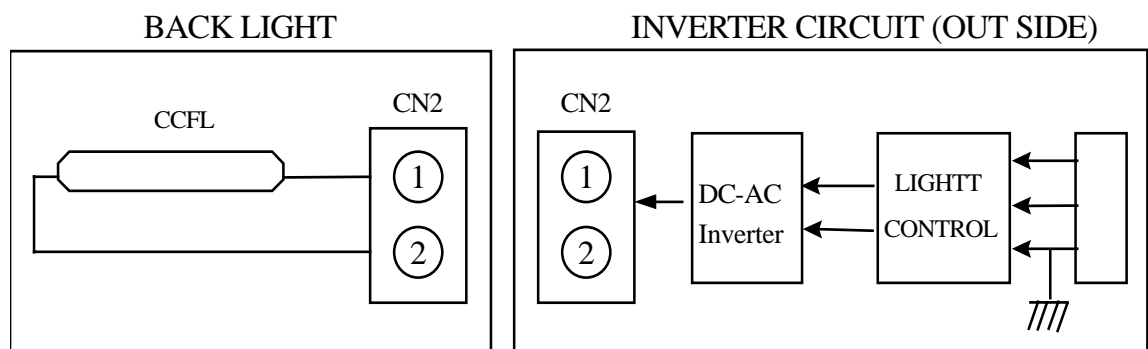 BACK LIGHT
CCFL
CN2
1
2
INVERTER CIRCUIT (OUT SIDE)
CN2
1
2
DC-AC
Inverter
LIGHTT
CONTROL